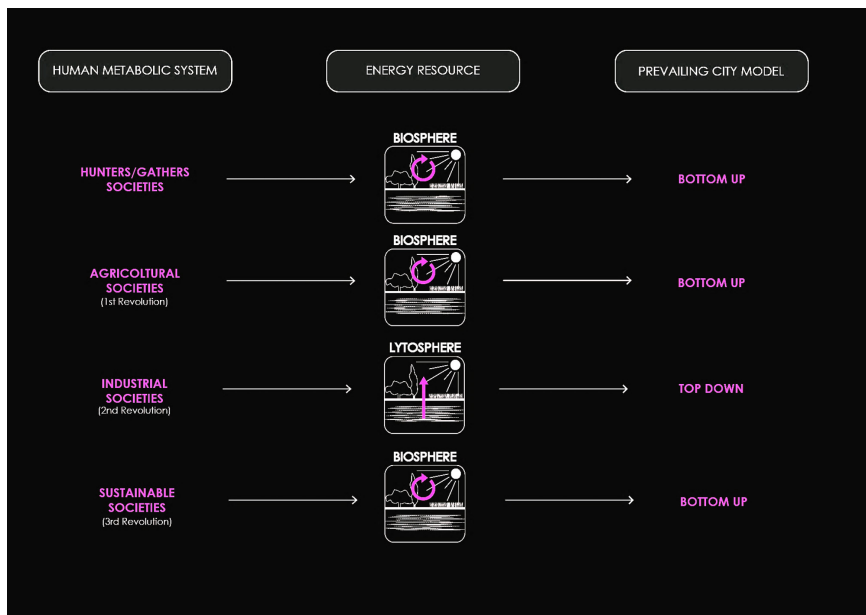 HUMAN METABOLIC SYSTEM
ENERGY RESOURCE
PREVAILING CITY MODEL
HUNTERS/GATHERS
SOCIETIES
BIOSPHERE
BOTTOM UP
AGRICOLTURAL
SOCIETIES
(1st Revolution)
BIOSPHERE
BOTTOM UP
INDUSTRIAL
SOCIETIES
(2nd Revolution)
LYTOSPHERE
TOP DOWN
SUSTAINABLE
SOCIETIES
(3rd Revolution)
BIOSPHERE
BOTTOM UP